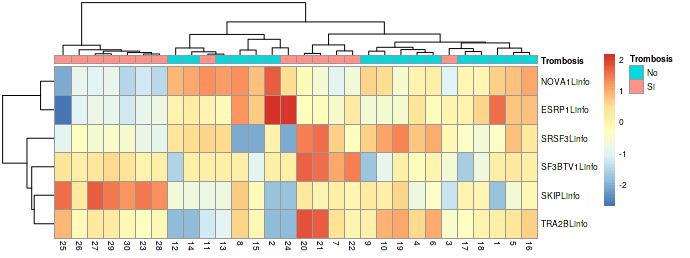 Trombosis
Trombosis
No
Si
2
1
0
-1
-2
NOVA1Linfo
ESRP1Linfo
SRSF3Linfo
SF3BTV1Linfo
SKIPLinfo
TRA2BLinfo
25 26 27 29 30 23 28 12 14 11 13 8 15 2 24 20 21 7 22 9 10 19 4 6 3 17 18 1 5 16